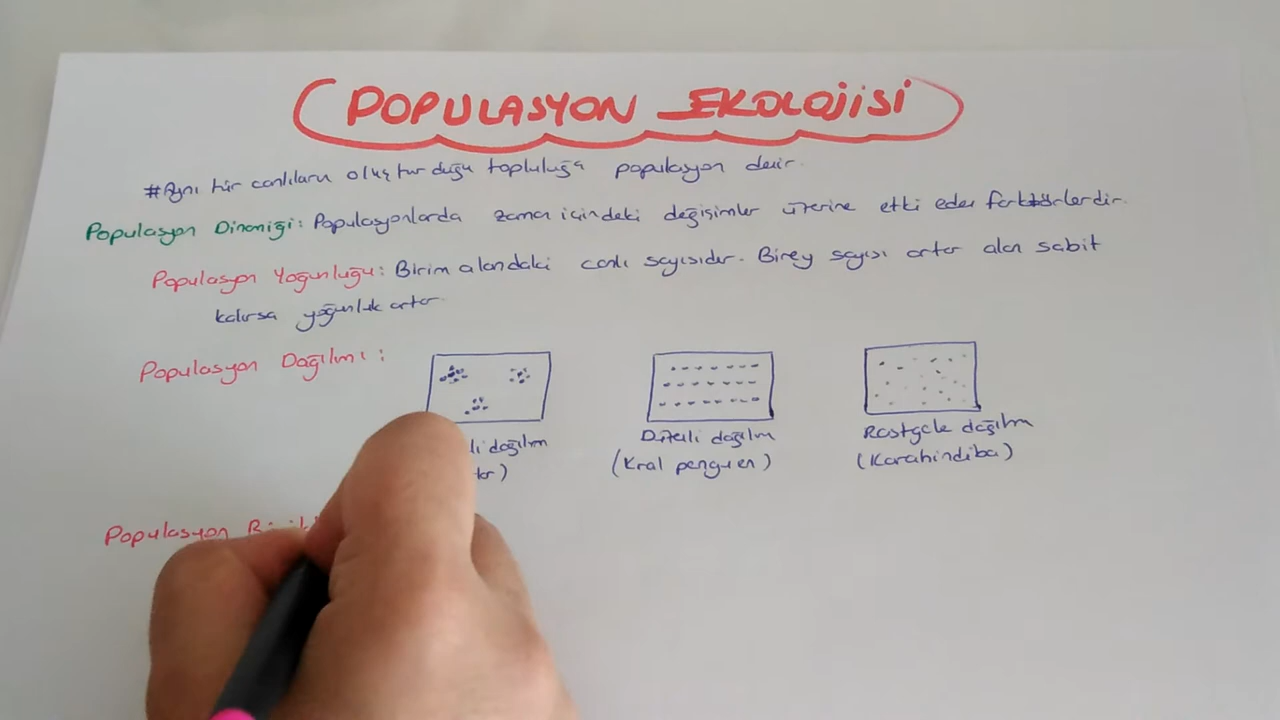 POPULASYON EKOLOJİSİ
#Aynı tür canlıların oluşturduğu topluluğa populasyon denir.
Populasyon Dinamiği: Populasyonlarda zaman içindeki değişimler üzerine etki eden faktörlerdir.
Populasyon Yoğunluğu: Birim alandaki canlı sayısıdır. Birey sayısı artar alan sabit
kalırsa yoğunluk artar.
Populasyon Dağılımı:
dağılım
Düzenli dağılım
(Kral penguen)
Rastgele dağılım
(Karahindiba)
Populasyon